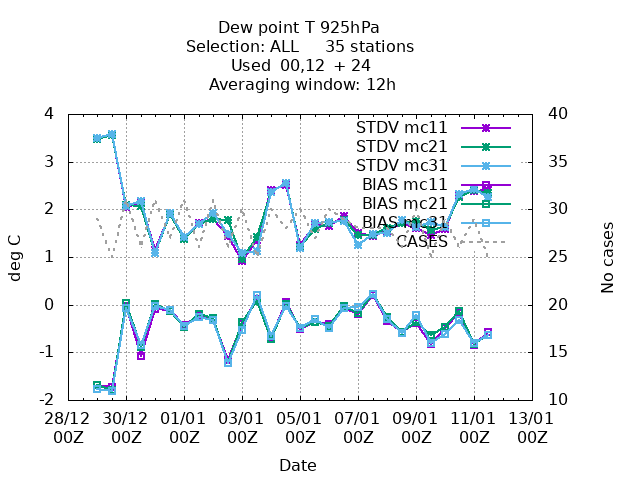 Dew point T 925hPa
Selection: ALL 35 stations
Used 00,12 + 24
Averaging window: 12h
4
3
2
1
0
-1
-2
deg C
40
35
30
25
20
15
10
No cases
STDV mc11
STDV mc21
STDV mc31
BIAS mc11
BIAS mc21
BIAS mc31
CASES
28/12 30/12 01/01 03/01 05/01 07/01 09/01 11/01 13/01
00Z 00Z 00Z 00Z 00Z 00Z 00Z 00Z 00Z
Date